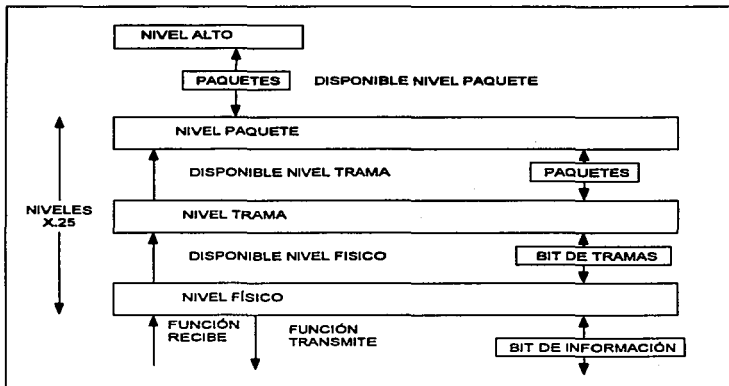 NIVEL ALTO
PAQUETES
DISPONIBLE NIVEL PAQUETE
NIVEL PAQUETE
DISPONIBLE NIVEL TRAMA
PAQUETES
NIVELES
X.25
NIVEL TRAMA
DISPONIBLE NIVEL FISICO
BIT DE TRAMAS
NIVEL FÍSICO
FUNCIÓN
RECIBE
FUNCIÓN
TRANSMITE
BIT DE INFORMACIÓN